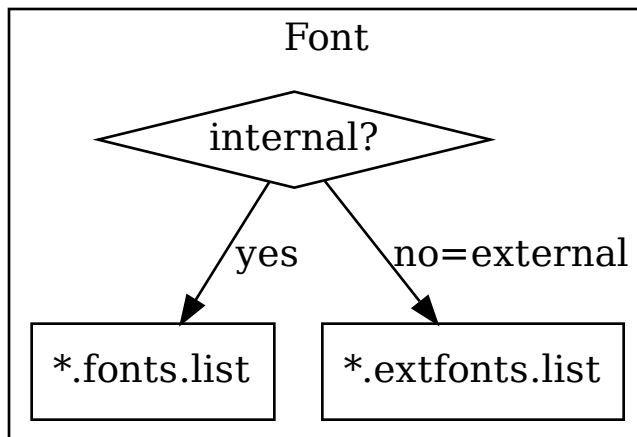 Font
internal?
yes
no=external
*.fonts.list
*.extfonts.list